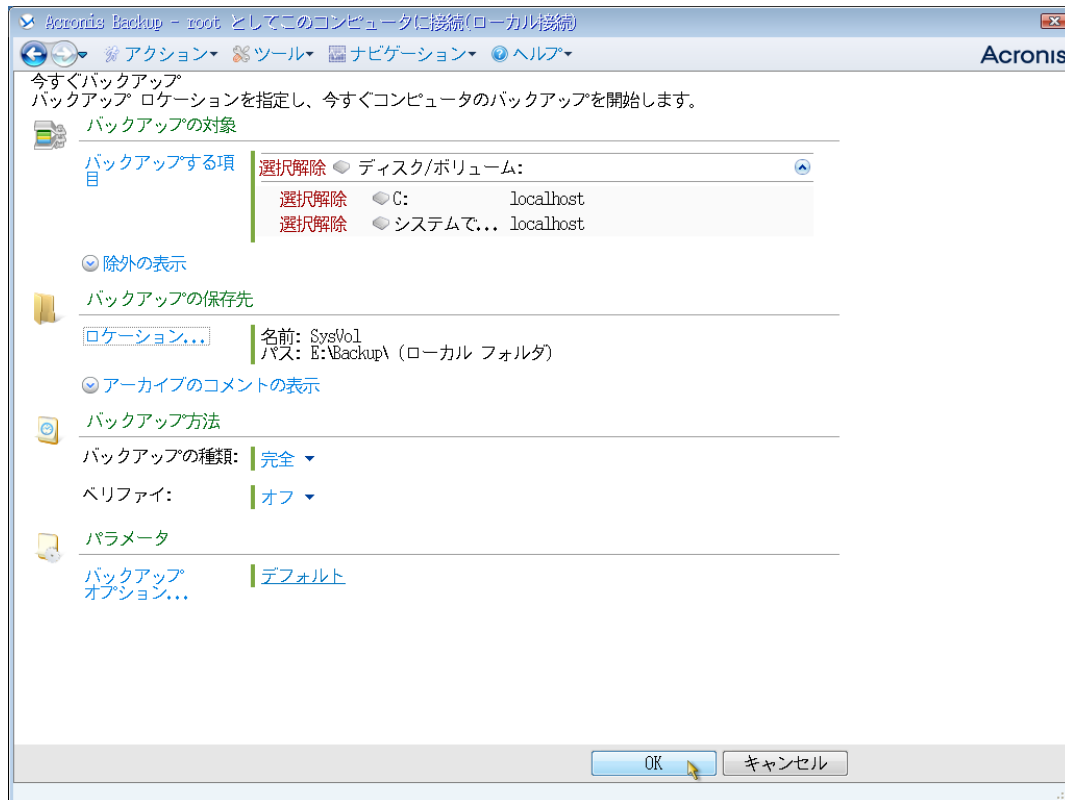 Acronis Backup - root としてこのコンピュータに接続(ローカル接続)
アクション ツール ナビゲーション ヘルプ Acronis
今すぐバックアップ
バックアップ ロケーションを指定し、今すぐコンピュータのバックアップを開始します。
バックアップの対象
バックアップする項目
選択解除 ディスク/ボリューム:
選択解除 C: localhost
選択解除 システムで... localhost
除外の表示
バックアップの保存先
ロケーション...
名前: SysVol
パス: E:\Backup\ (ローカル フォルダ)
アーカイブのコメントの表示
バックアップ方法
バックアップの種類: 完全
ベリファイ: オフ
パラメータ
バックアップ
オプション...
デフォルト
OK キャンセル